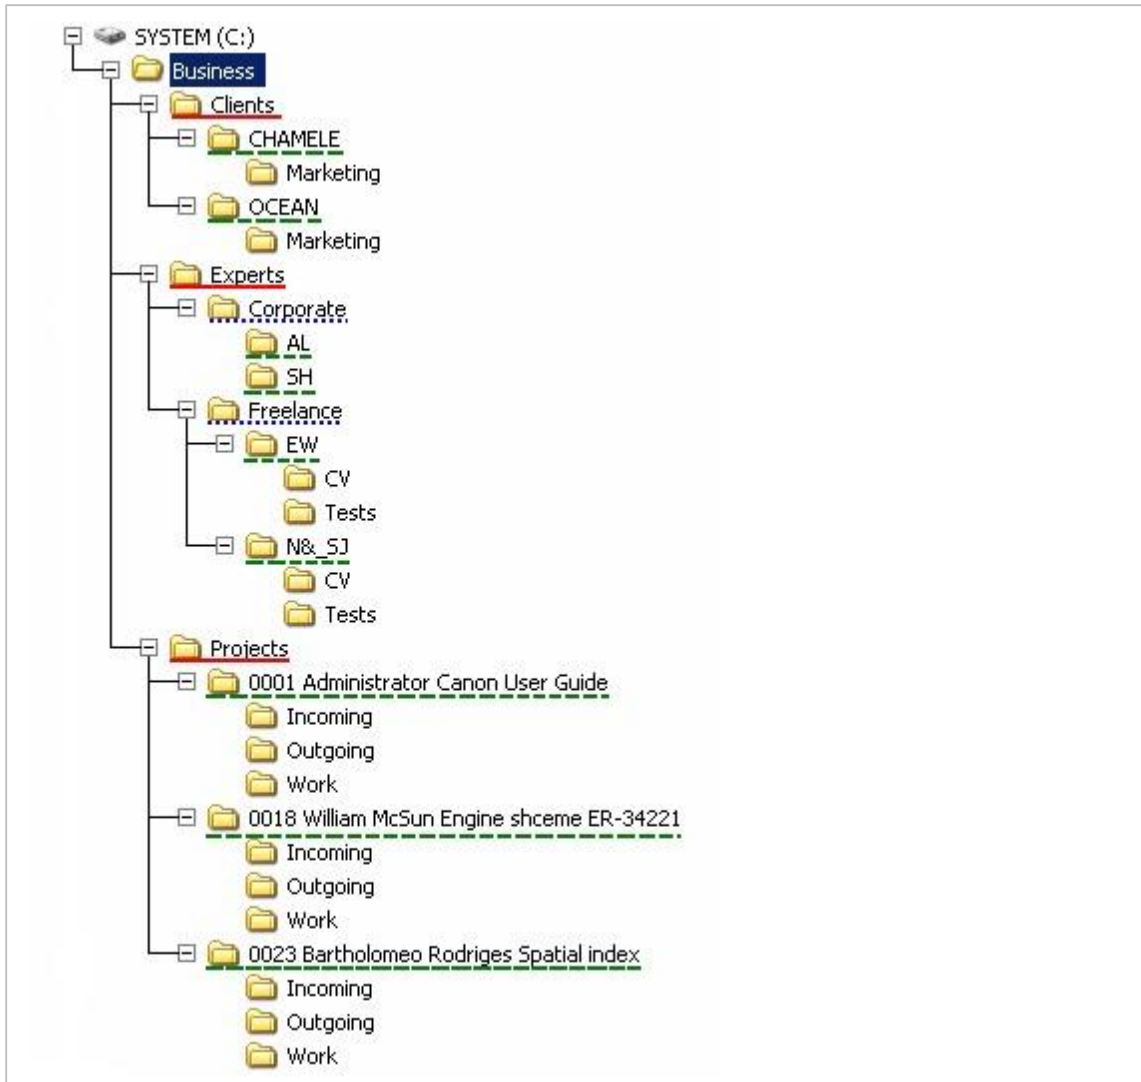 SYSTEM (C:)
Business
Clients
CHAMELE
Marketing
OCEAN
Marketing
Experts
Corporate
AL
SH
Freelance
EW
CV
Tests
N&_SJ
CV
Tests
Projects
0001 Administrator Canon User Guide
Incoming
Outgoing
Work
0018 William McSun Engine shceme ER-34221
Incoming
Outgoing
Work
0023 Bartholomeo Rodriges Spatial index
Incoming
Outgoing
Work